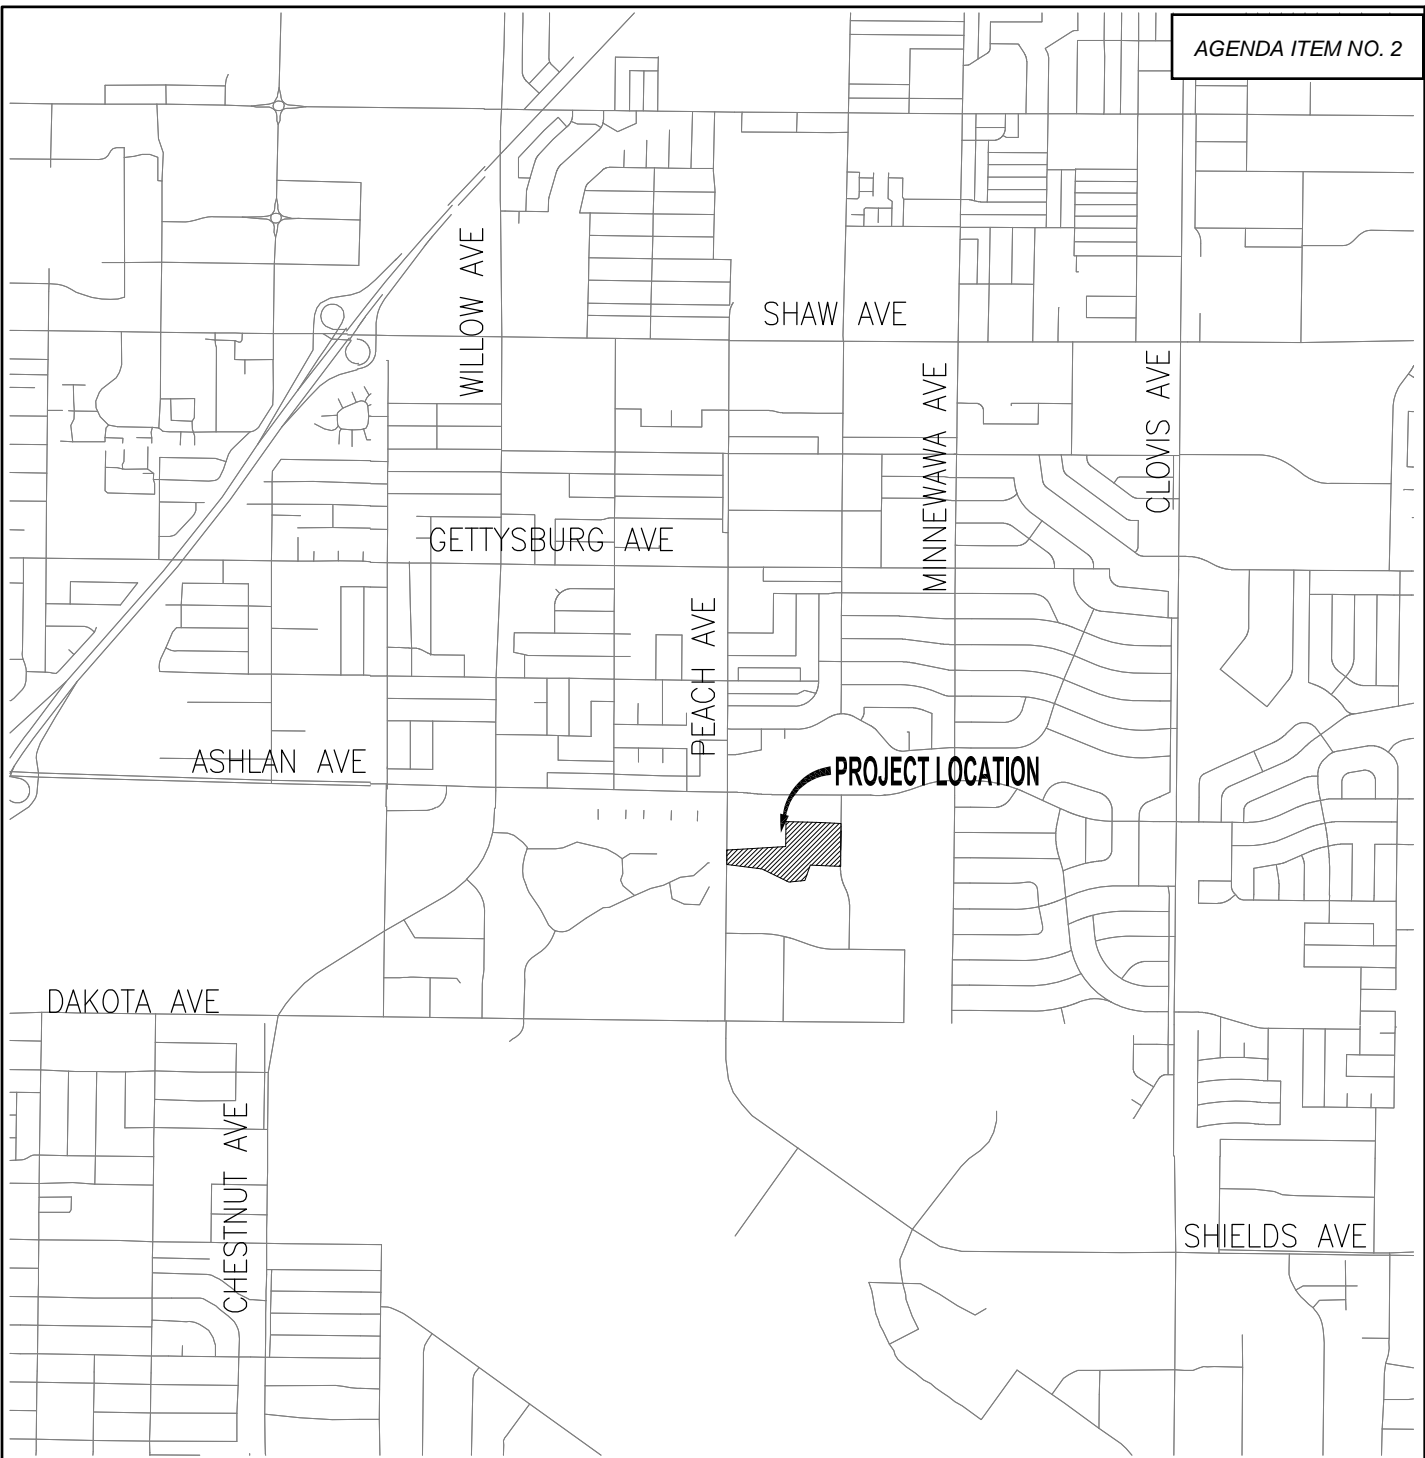 AGENDA ITEM NO. 2
WILLOW AVE
SHAW AVE
MINNEWAWA AVE
CLOVIS AVE
GETTYSBURG AVE
PEACH AVE
ASHLAN AVE
PROJECT LOCATION
DAKOTA AVE
CHESTNUT AVE
SHIELDS AVE